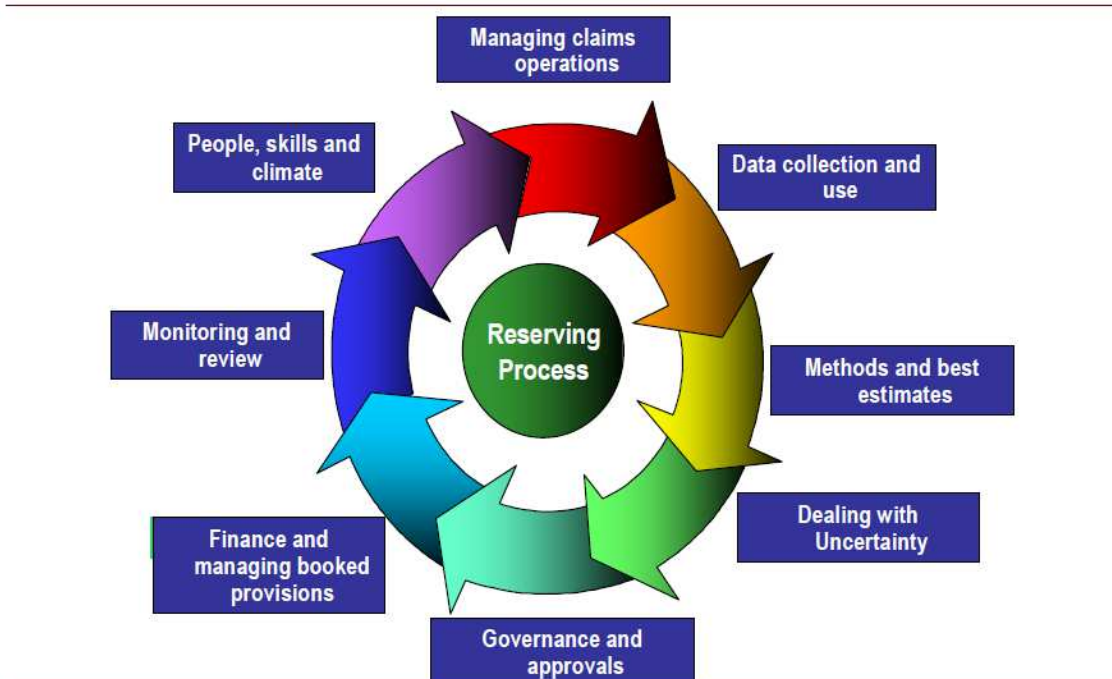 Managing claims
operations
People, skills and
climate
Data collection and
use
Monitoring and
review
Reserving
Process
Methods and best
estimates
Finance and
managing booked
provisions
Dealing with
Uncertainty
Governance and
approvals